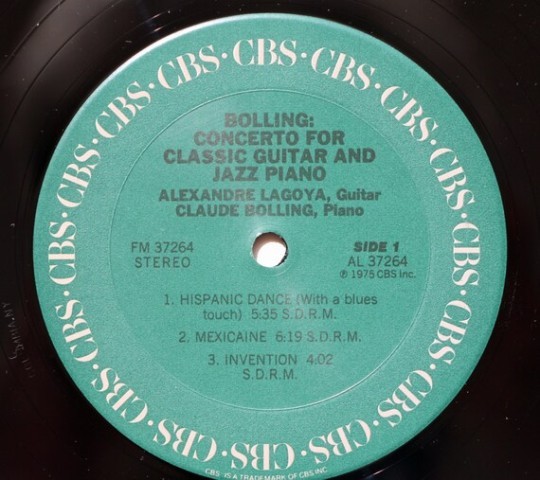 CBS · CBS · CBS · CBS · CBS · CBS · CBS · CBS · CBS · CBS · CBS · CBS · CBS · CBS · CBS · CBS
BOLLING:
CONCERTO FOR
CLASSIC GUITAR AND
JAZZ PIANO
ALEXANDRE LAGOYA, Guitar
CLAUDE BOLLING, Piano
FM 37264
STEREO
SIDE 1
AL 37264
℗ 1975 CBS Inc.
1. HISPANIC DANCE (With a blues
touch) 5:35 S.D.R.M.
2. MEXICAINE 6:19 S.D.R.M.
3. INVENTION 4:02
S.D.R.M.
CBS IS A TRADEMARK OF CBS INC.